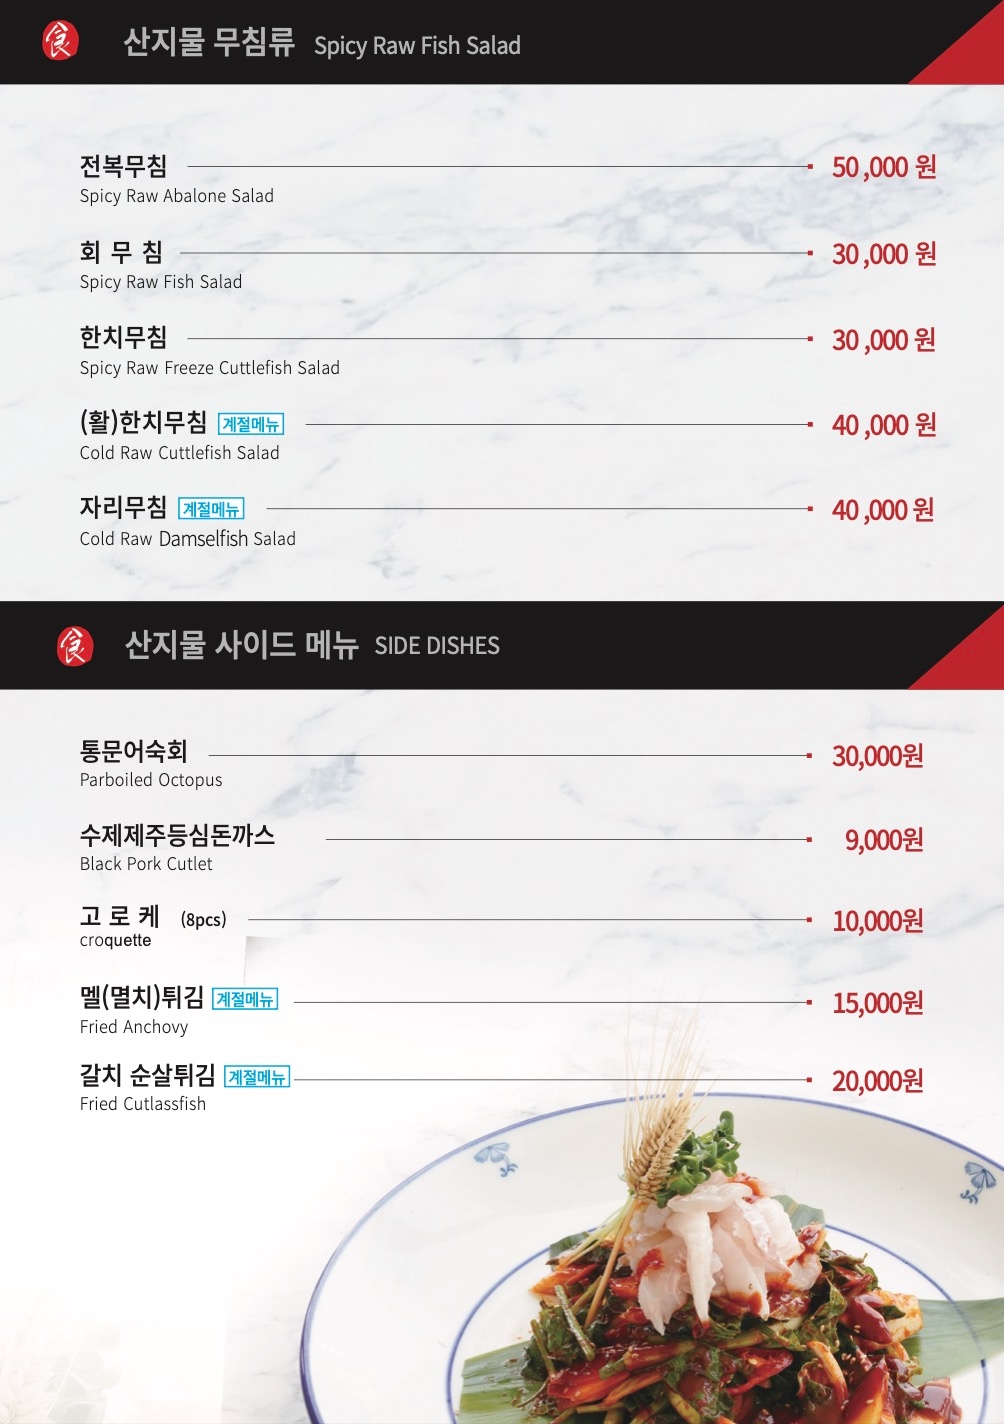 食 산지물 무침류 Spicy Raw Fish Salad
전복무침 50,000 원
Spicy Raw Abalone Salad
회 무 침 30,000 원
Spicy Raw Fish Salad
한치무침 30,000 원
Spicy Raw Freeze Cuttlefish Salad
(활)한치무침 계절메뉴 40,000 원
Cold Raw Cuttlefish Salad
자리무침 계절메뉴 40,000 원
Cold Raw Damselfish Salad
食 산지물 사이드 메뉴 SIDE DISHES
통문어숙회 30,000원
Parboiled Octopus
수제제주등심돈까스 9,000원
Black Pork Cutlet
고 로 케 (8pcs) 10,000원
croquette
멜(멸치)튀김 계절메뉴 15,000원
Fried Anchovy
갈치 순살튀김 계절메뉴 20,000원
Fried Cutlassfish